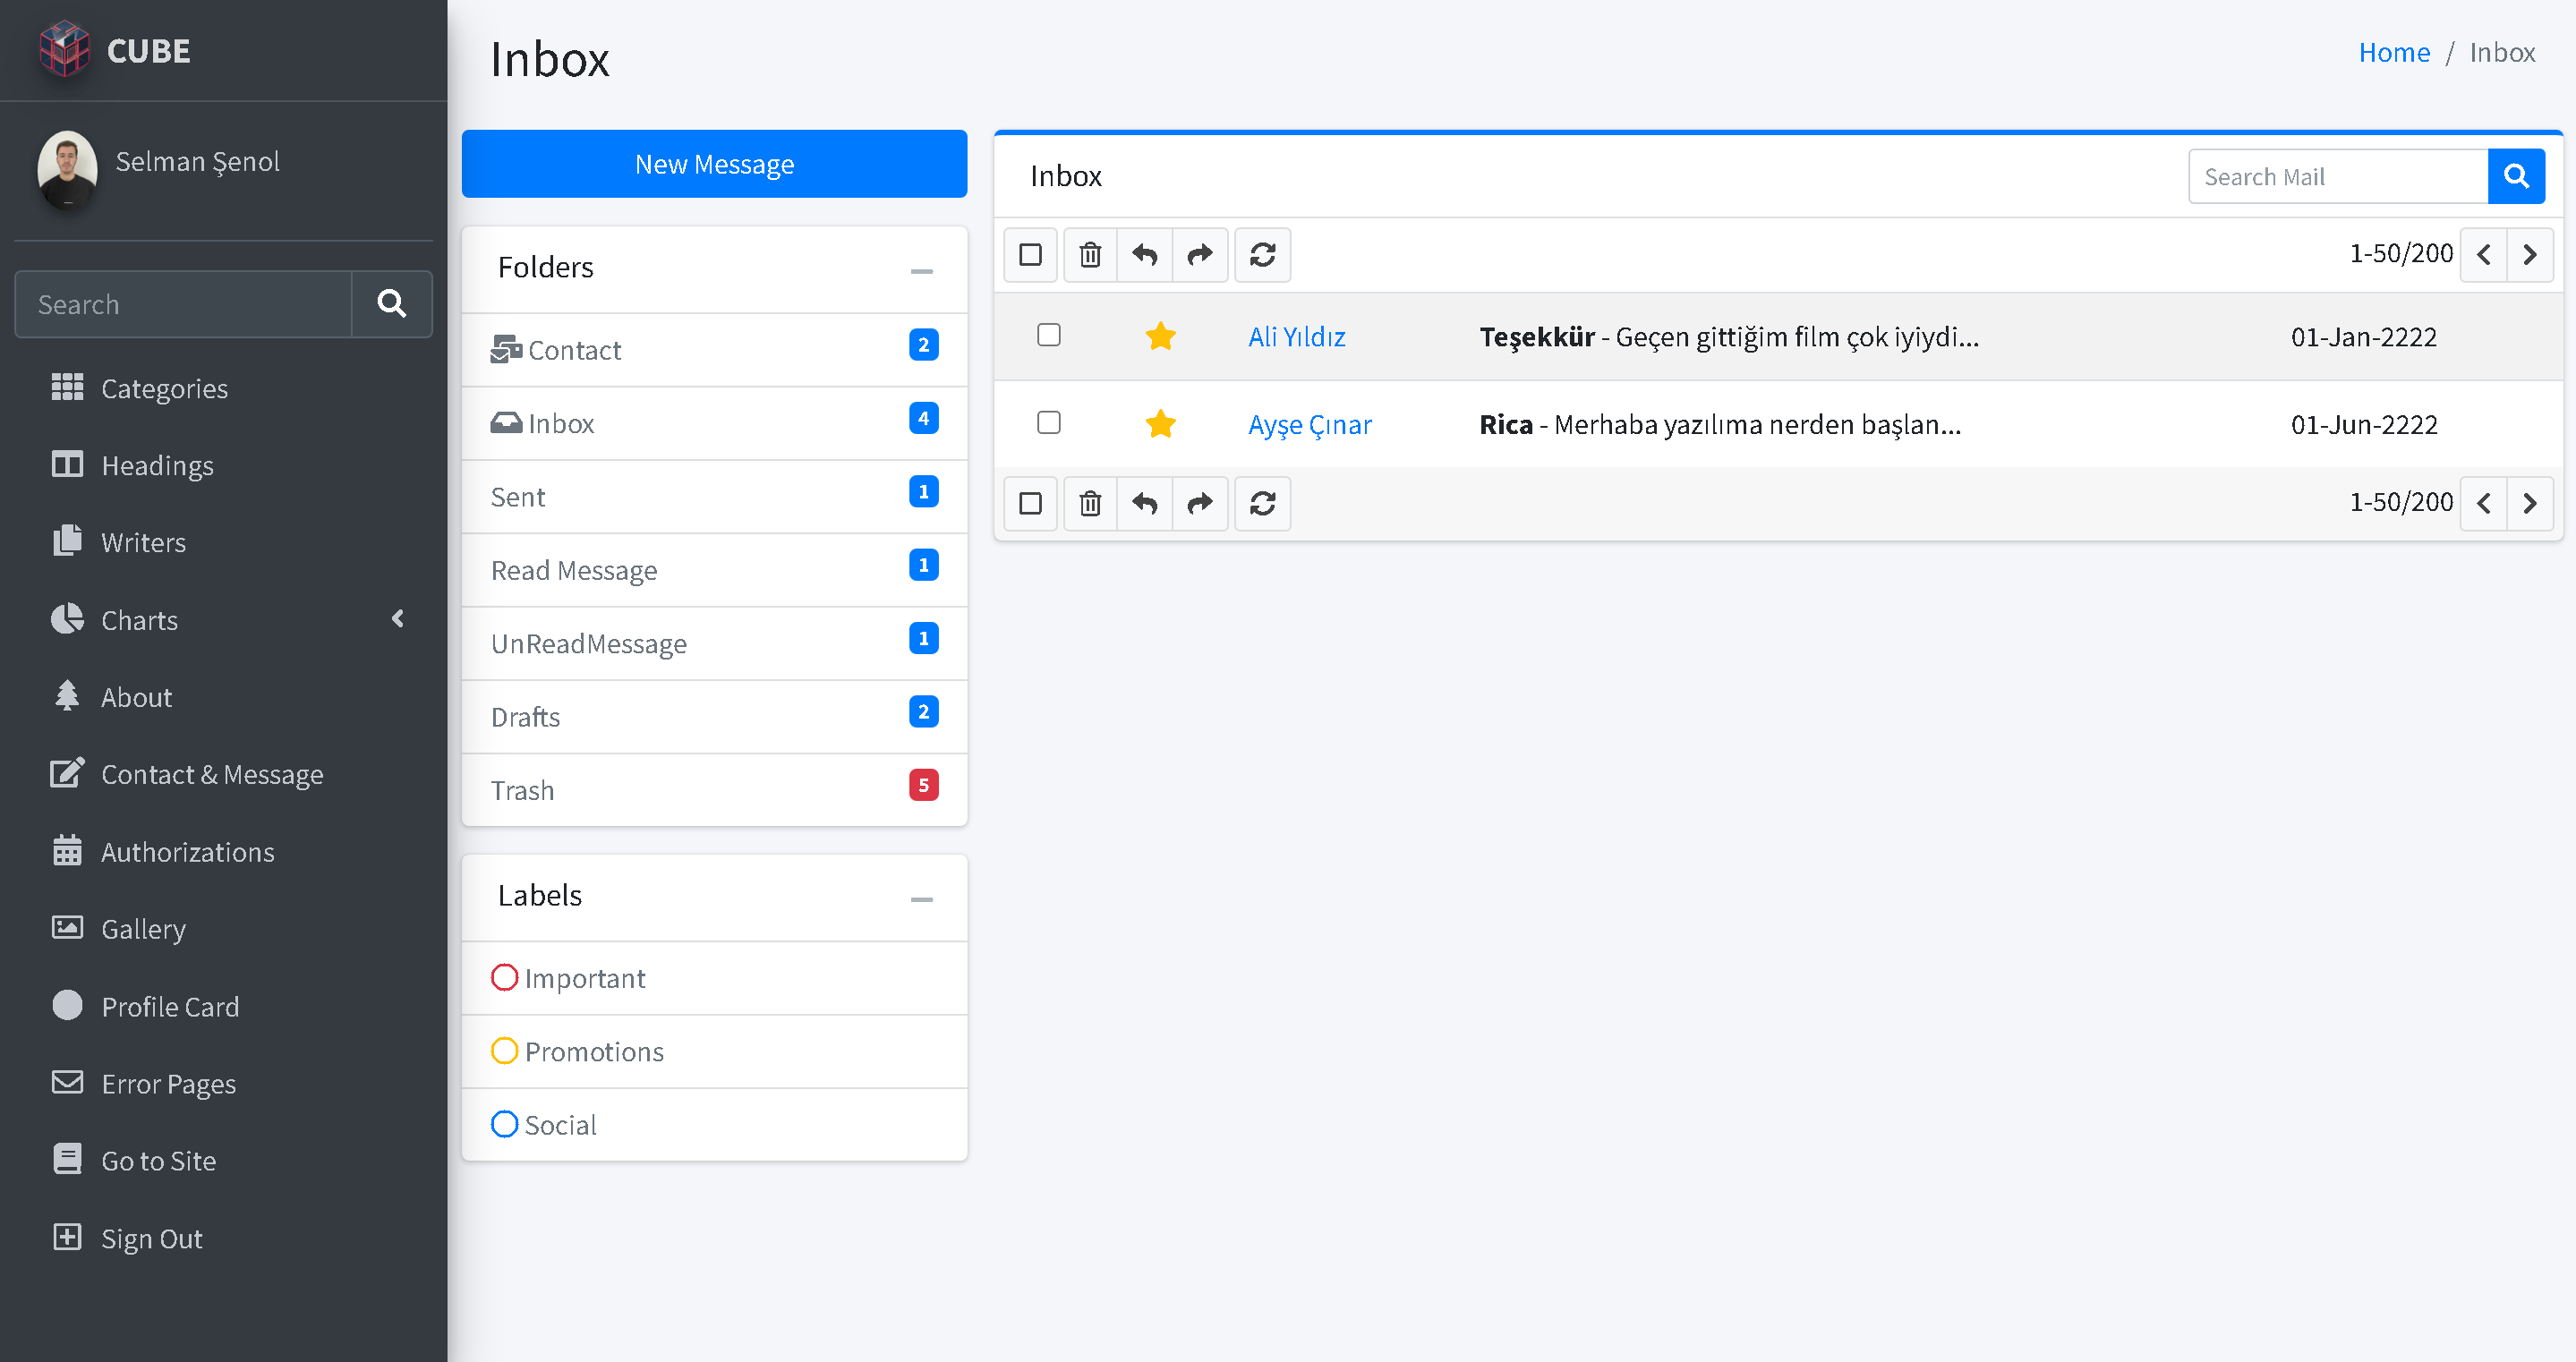 CUBE
Selman Şenol
Search
Categories
Headings
Writers
Charts
About
Contact & Message
Authorizations
Gallery
Profile Card
Error Pages
Go to Site
Sign Out
Inbox
Home / Inbox
New Message
Folders
Contact 2
Inbox 4
Sent 1
Read Message 1
UnReadMessage 1
Drafts 2
Trash 5
Labels
Important
Promotions
Social
Inbox
Search Mail
1-50/200
Ali Yıldız Teşekkür - Geçen gittiğim film çok iyiydi... 01-Jan-2222
Ayşe Çınar Rica - Merhaba yazılıma nerden başlan... 01-Jun-2222
1-50/200